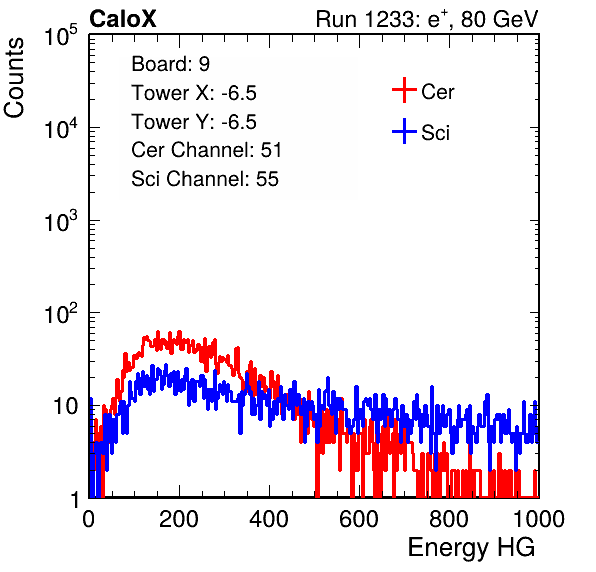 CaloX Run 1233: e⁺, 80 GeV
Counts
10⁵
10⁴
10³
10²
10
1
Board: 9
Tower X: -6.5
Tower Y: -6.5
Cer Channel: 51
Sci Channel: 55
Cer
Sci
0 200 400 600 800 1000
Energy HG